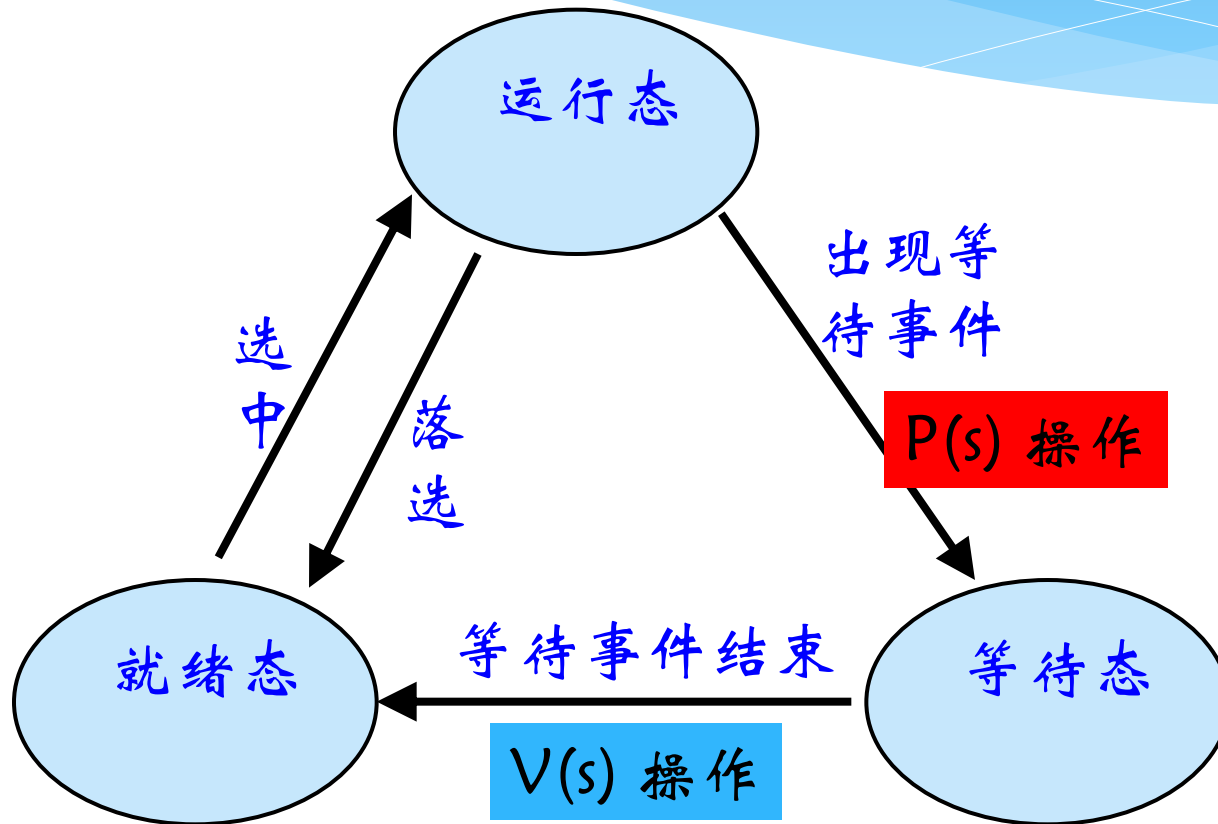 运行态
出现等
待事件
选
中
落
选
P(s) 操作
就绪态
等待事件结束
等待态
V(s) 操作